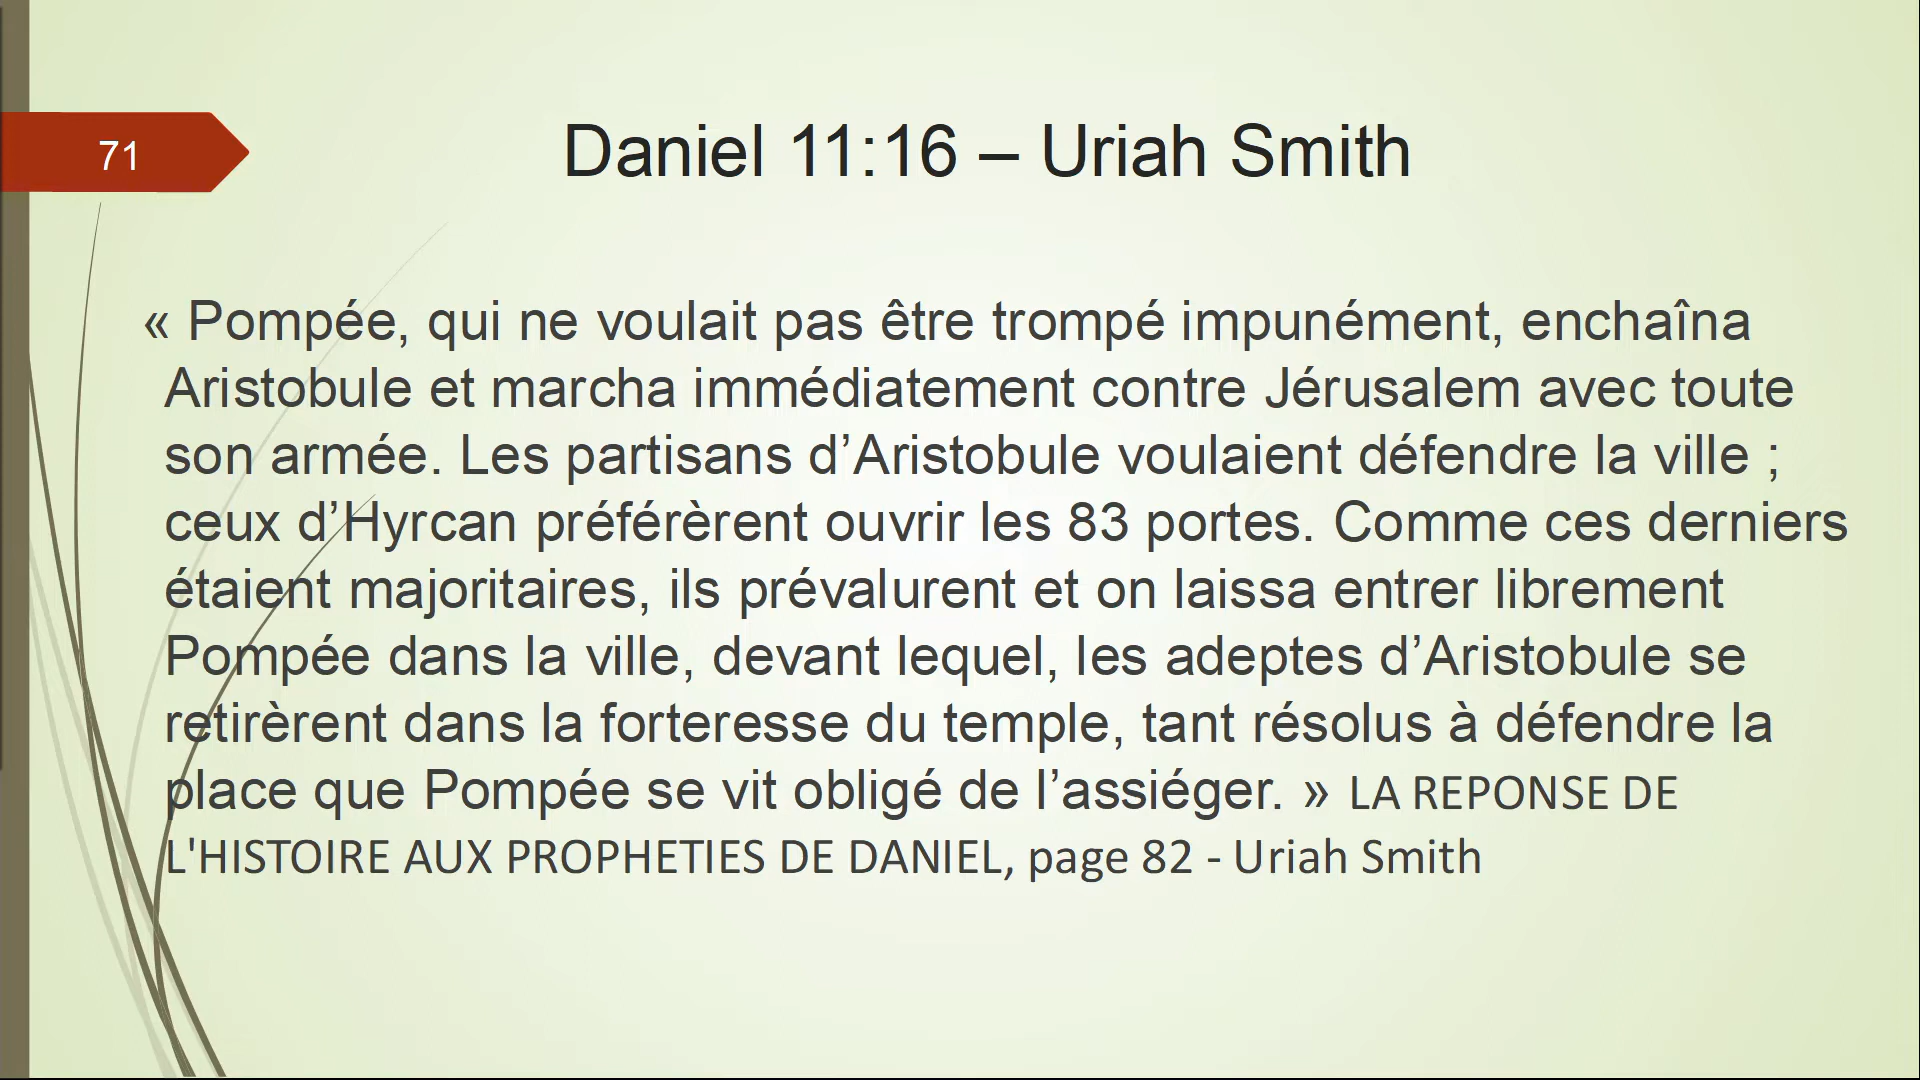 71
Daniel 11:16 – Uriah Smith
« Pompée, qui ne voulait pas être trompé impunément, enchaîna
Aristobule et marcha immédiatement contre Jérusalem avec toute
son armée. Les partisans d’Aristobule voulaient défendre la ville ;
ceux d’Hyrcan préférèrent ouvrir les 83 portes. Comme ces derniers
étaient majoritaires, ils prévalurent et on laissa entrer librement
Pompée dans la ville, devant lequel, les adeptes d’Aristobule se
retirèrent dans la forteresse du temple, tant résolus à défendre la
place que Pompée se vit obligé de l’assiéger. » LA REPONSE DE
L'HISTOIRE AUX PROPHETIES DE DANIEL, page 82 - Uriah Smith